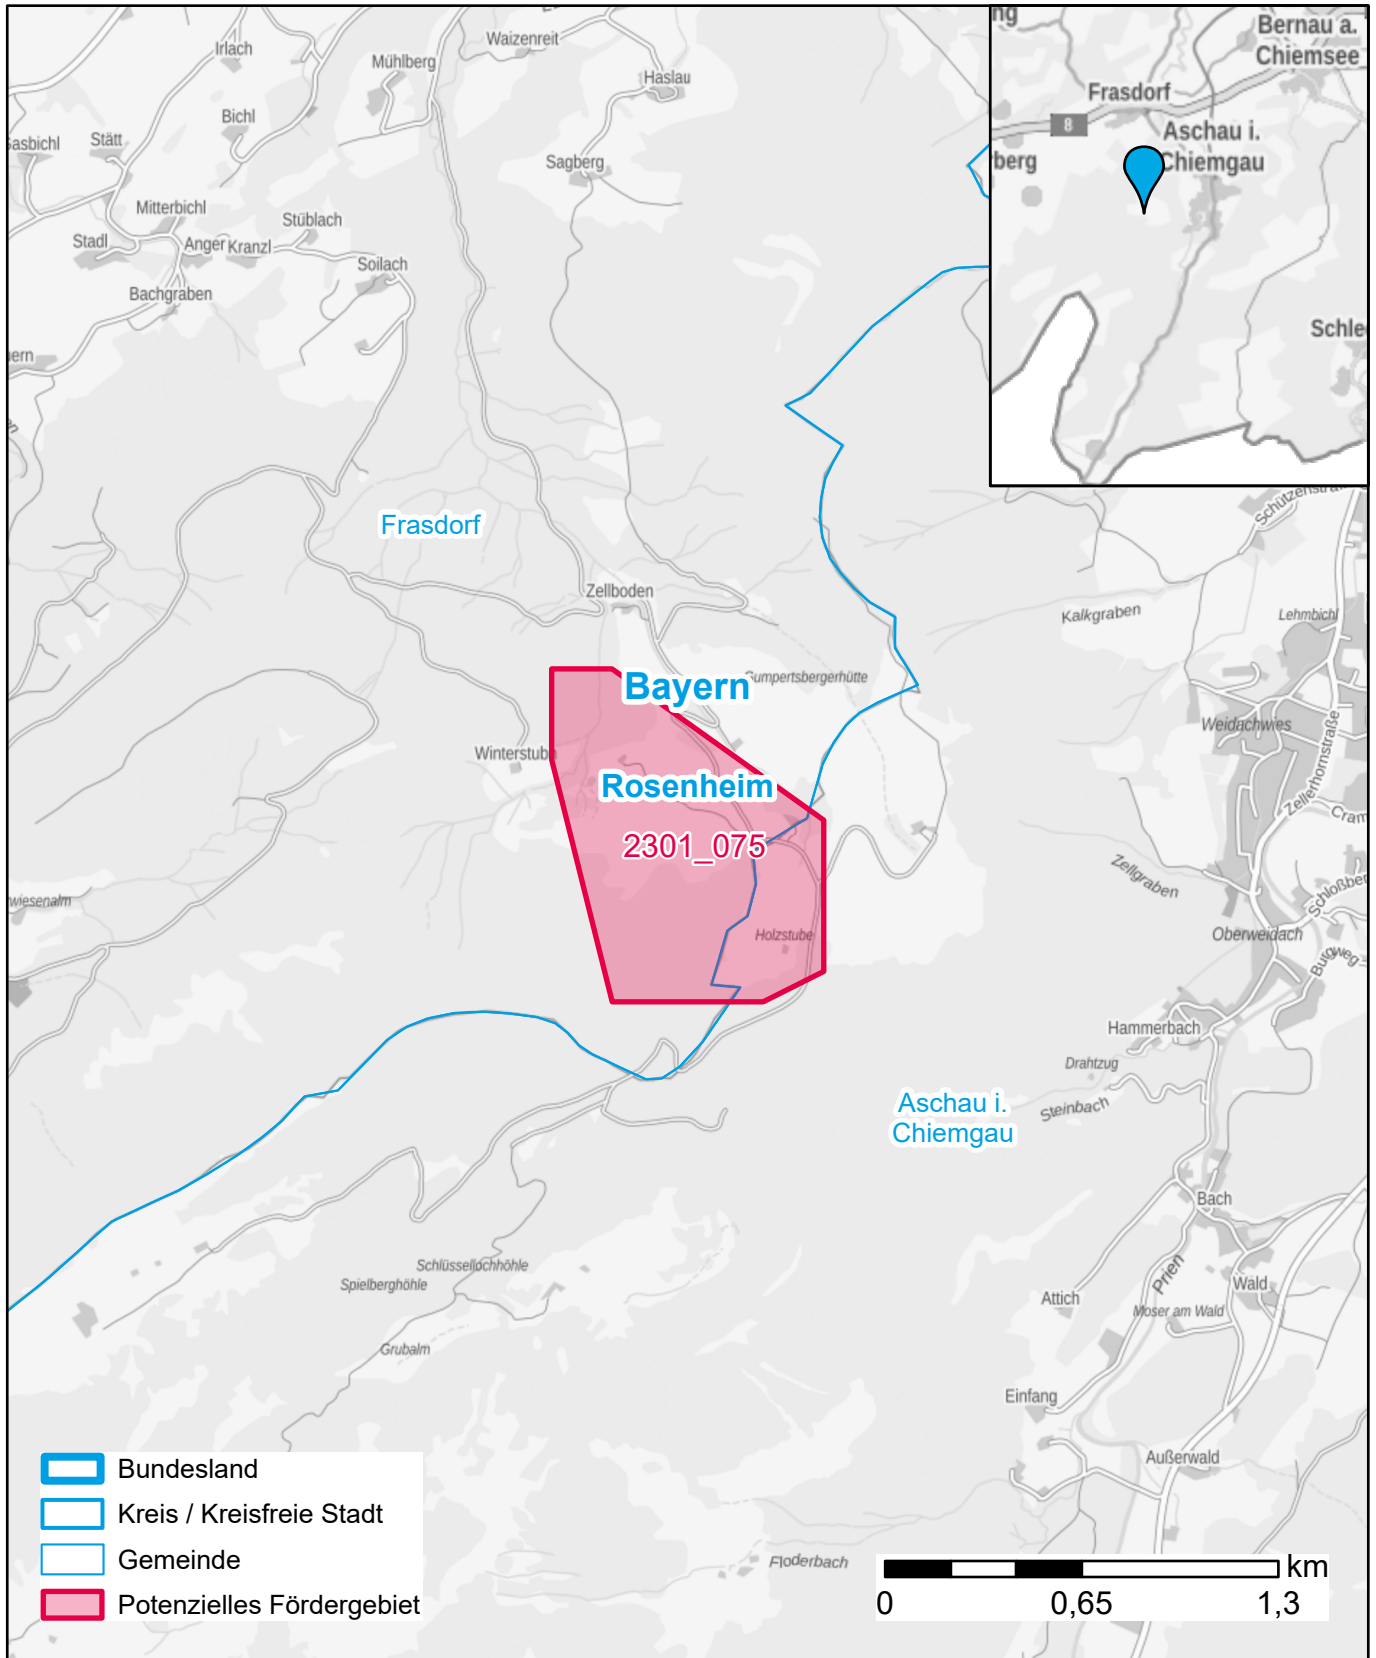 Irlach
Mühlberg
Waizenreit
Haslau
Bichl
Stätt
Sagberg
Mitterbichl
Stüblach
Stadl
Anger
Kranzl
Soilach
Bachgraben
Bernau a.
Chiemsee
Frasdorf
8
Aschau i.
Chiemgau
Frasdorf
Zellboden
Kalkgraben
Lehmbichl
Bayern
Weidachwies
Zellerhornstraße
Rosenheim
2301_075
Zellgraben
Holzstube
Oberweidach
Burgweg
Hammerbach
Drahtzug
Steinbach
Aschau i.
Chiemgau
Bach
Prien
Schlüssellochhöhle
Spielberghöhle
Wald
Attich
Moser am Wald
Grubalm
Einfang
Außerwald
Floderbach
Bundesland
Kreis / Kreisfreie Stadt
Gemeinde
Potenzielles Fördergebiet
km
0 0,65 1,3